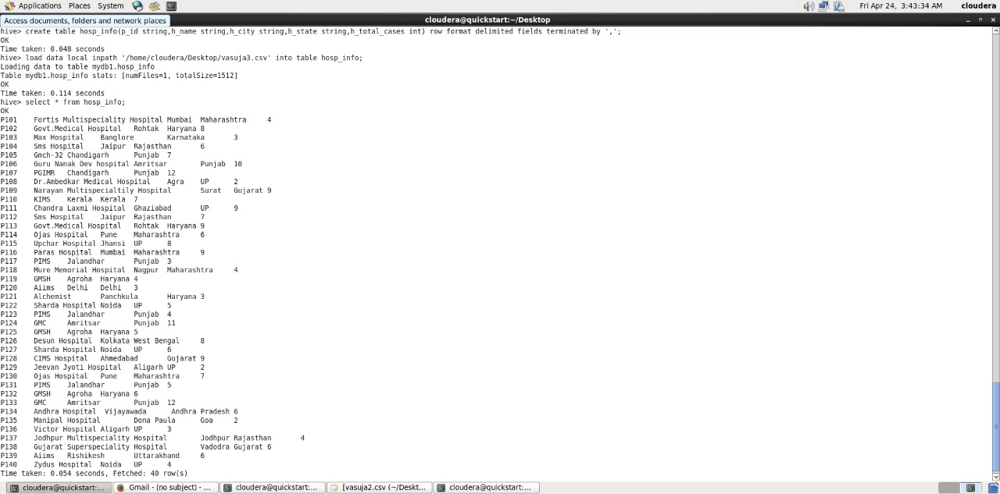 Applications Places System Fri Apr 24, 3:43:34 AM cloudera
Access documents, folders and network places
cloudera@quickstart:~/Desktop
hive> create table hosp_info(p_id string,h_name string,h_city string,h_state string,h_total_cases int) row format delimited fields terminated by ',';
OK
Time taken: 0.048 seconds
hive> load data local inpath '/home/cloudera/Desktop/vasuja3.csv' into table hosp_info;
Loading data to table mydb1.hosp_info
Table mydb1.hosp_info stats: [numFiles=1, totalSize=1512]
OK
Time taken: 0.114 seconds
hive> select * from hosp_info;
OK
P101 Fortis Multispeciality Hospital Mumbai Maharashtra 4
P102 Govt.Medical Hospital Rohtak Haryana 8
P103 Max Hospital Banglore Karnataka 3
P104 Sms Hospital Jaipur Rajasthan 6
P105 Gmch-32 Chandigarh Punjab 7
P106 Guru Nanak Dev hospital Amritsar Punjab 10
P107 PGIMR Chandigarh Punjab 12
P108 Dr.Ambedkar Medical Hospital Agra UP 2
P109 Narayan Multispecialtily Hospital Surat Gujarat 9
P110 KIMS Kerala Kerala 7
P111 Chandra Laxmi Hospital Ghaziabad UP 9
P112 Sms Hospital Jaipur Rajasthan 7
P113 Govt.Medical Hospital Rohtak Haryana 9
P114 Ojas Hospital Pune Maharashtra 6
P115 Upchar Hospital Jhansi UP 8
P116 Paras Hospital Mumbai Maharashtra 9
P117 PIMS Jalandhar Punjab 3
P118 Mure Memorial Hospital Nagpur Maharashtra 4
P119 GMSH Agroha Haryana 4
P120 Aiims Delhi Delhi 3
P121 Alchemist Panchkula Haryana 3
P122 Sharda Hospital Noida UP 5
P123 PIMS Jalandhar Punjab 4
P124 GMC Amritsar Punjab 11
P125 GMSH Agroha Haryana 5
P126 Desun Hospital Kolkata West Bengal 8
P127 Sharda Hospital Noida UP 6
P128 CIMS Hospital Ahmedabad Gujarat 9
P129 Jeevan Jyoti Hospital Aligarh UP 2
P130 Ojas Hospital Pune Maharashtra 7
P131 PIMS Jalandhar Punjab 5
P132 GMSH Agroha Haryana 6
P133 GMC Amritsar Punjab 12
P134 Andhra Hospital Vijayawada Andhra Pradesh 6
P135 Manipal Hospital Dona Paula Goa 2
P136 Victor Hospital Aligarh UP 3
P137 Jodhpur Multispeciality Hospital Jodhpur Rajasthan 4
P138 Gujarat Superspeciality Hospital Vadodra Gujarat 6
P139 Aiims Rishikesh Uttarakhand 6
P140 Zydus Hospital Noida UP 4
Time taken: 0.054 seconds, Fetched: 40 row(s)
cloudera@quickstart:... Gmail - (no subject) - ... cloudera@quickstart:... [vasuja2.csv (~/Deskt... cloudera@quickstart:...